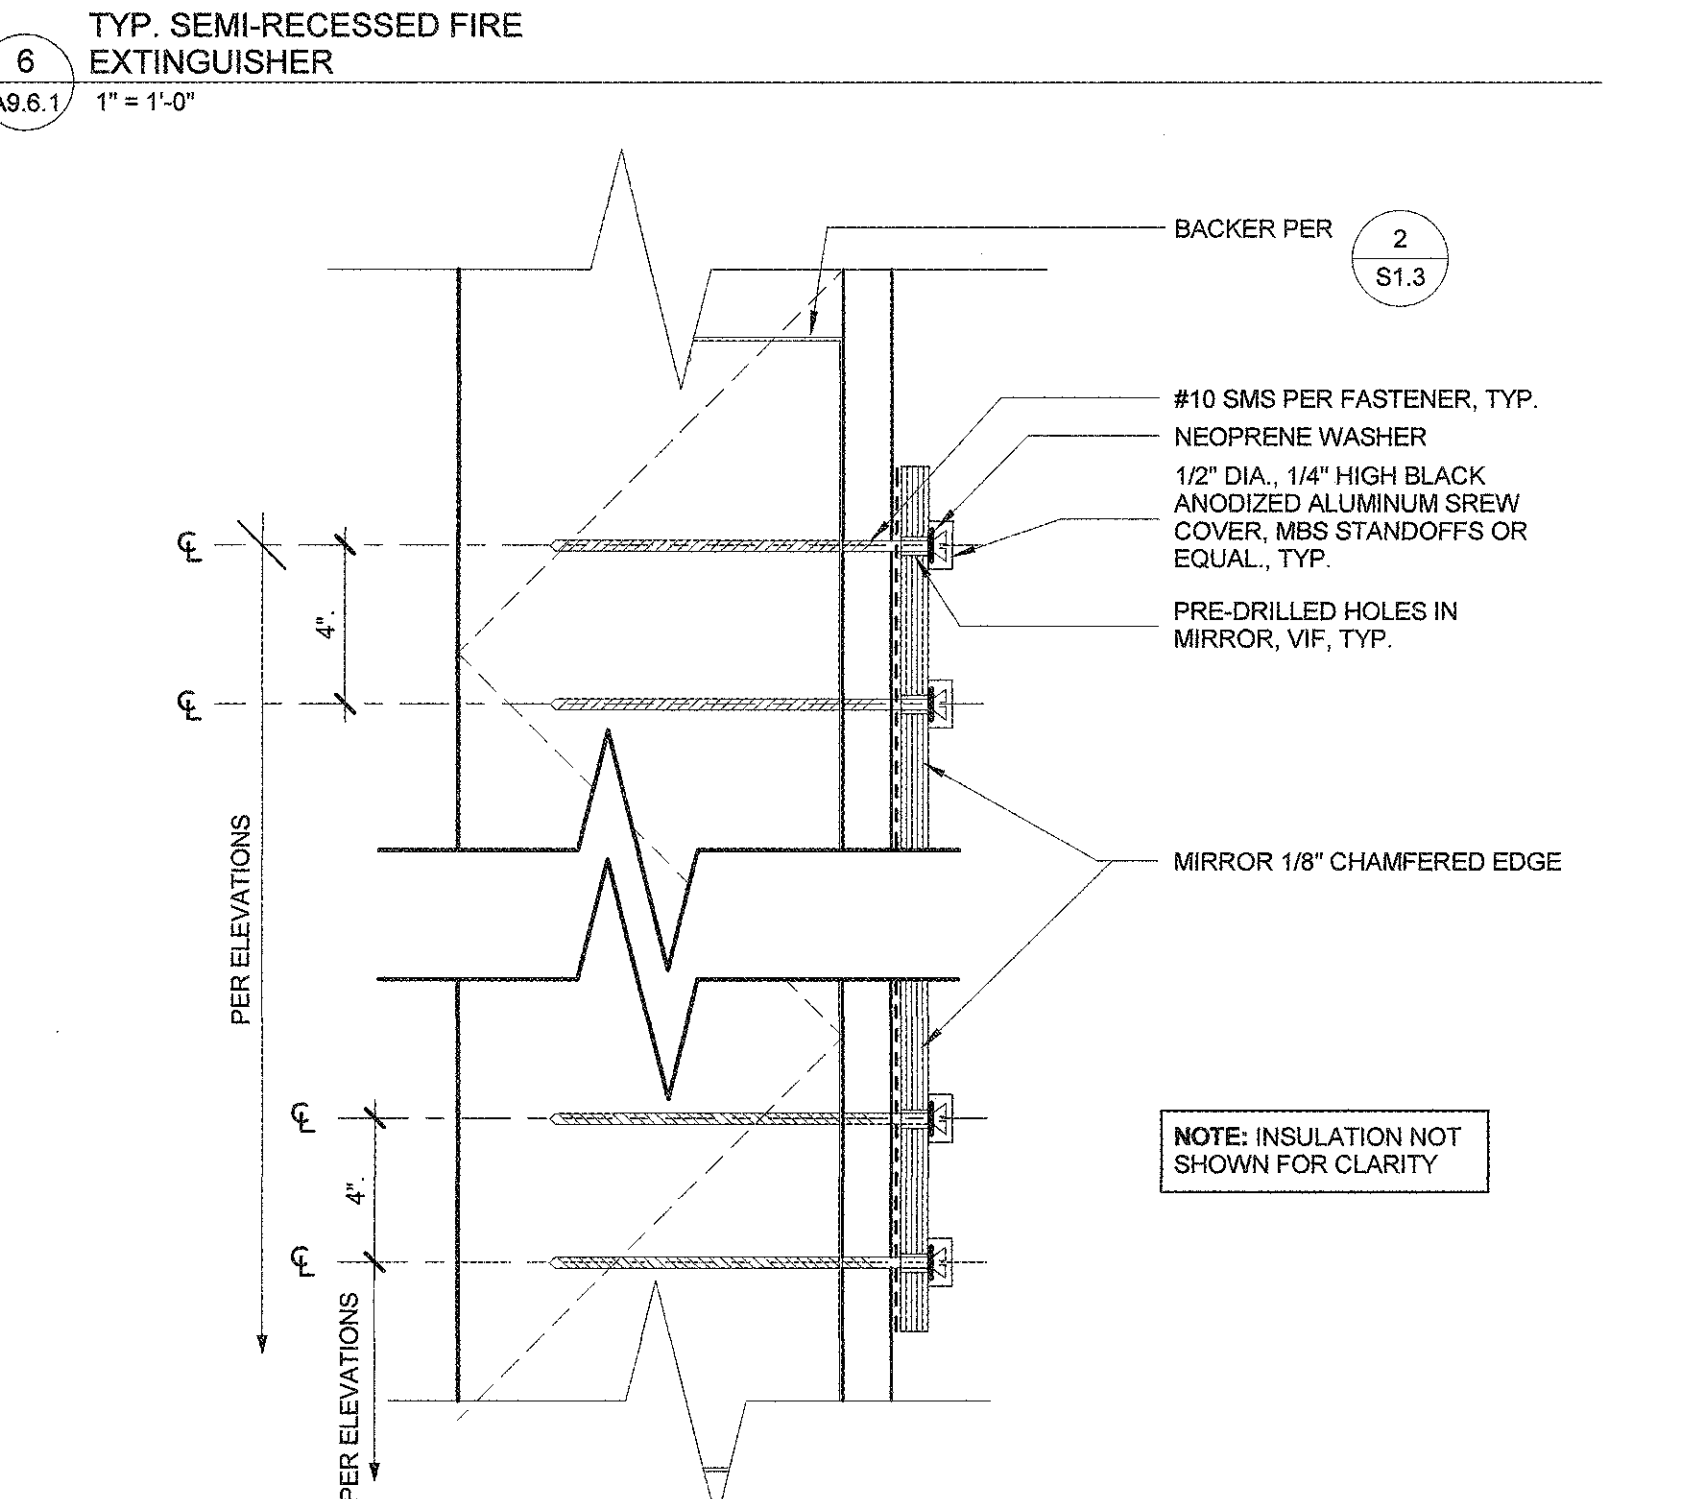 TYP. SEMI-RECESSED FIRE
EXTINGUISHER
6
A9.6.1
1" = 1'-0"
BACKER PER
2
S1.3
#10 SMS PER FASTENER, TYP.
NEOPRENE WASHER
1/2" DIA., 1/4" HIGH BLACK
ANODIZED ALUMINUM SREW
COVER, MBS STANDOFFS OR
EQUAL., TYP.
PRE-DRILLED HOLES IN
MIRROR, VIF, TYP.
℄
4".
℄
PER ELEVATIONS
MIRROR 1/8" CHAMFERED EDGE
℄
4".
℄
PER ELEVATIONS
NOTE: INSULATION NOT
SHOWN FOR CLARITY